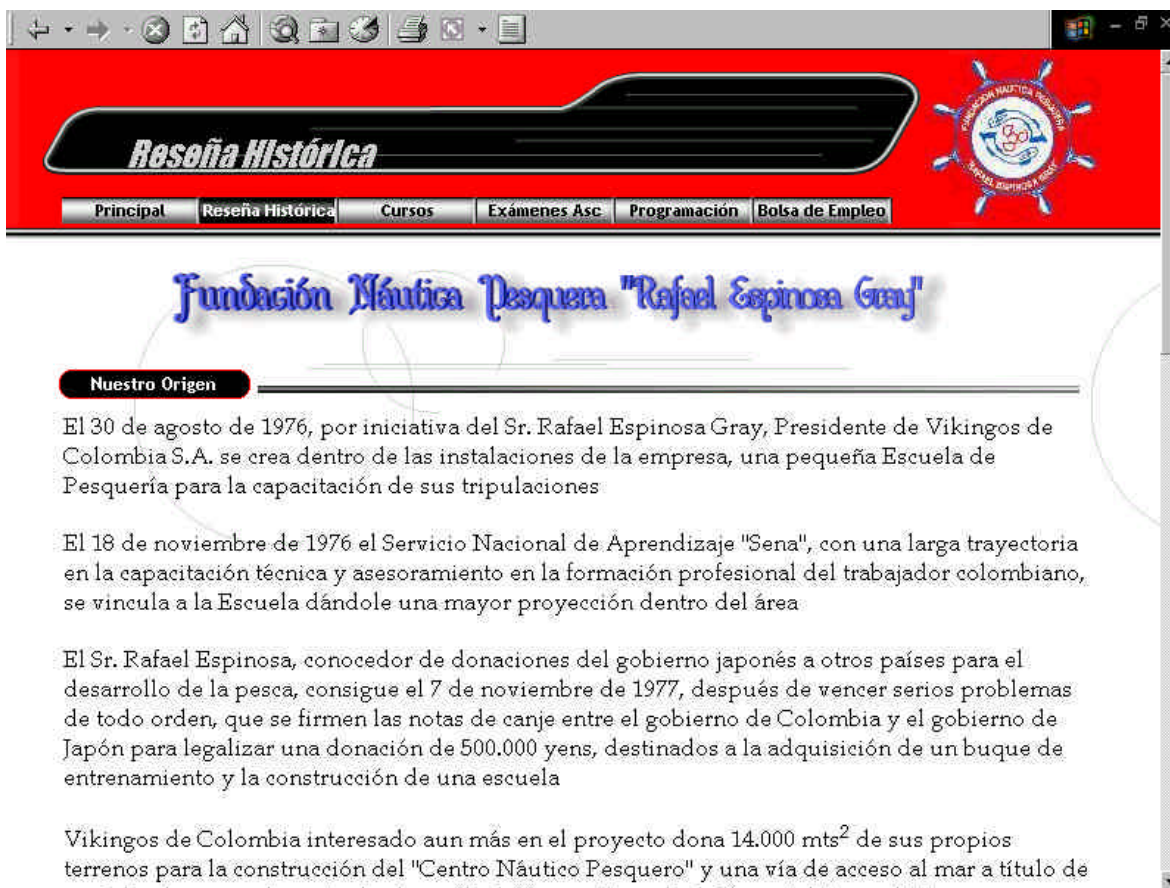 Reseña Histórica
FUNDACION NAUTICA PESQUERA
RAFAEL ESPINOSA GRAY
Principal Reseña Histórica Cursos Exámenes Asc Programación Bolsa de Empleo
Fundación Náutica Pesquera "Rafael Espinosa Gray"
Nuestro Origen
El 30 de agosto de 1976, por iniciativa del Sr. Rafael Espinosa Gray, Presidente de Vikingos de
Colombia S.A. se crea dentro de las instalaciones de la empresa, una pequeña Escuela de
Pesquería para la capacitación de sus tripulaciones
El 18 de noviembre de 1976 el Servicio Nacional de Aprendizaje "Sena", con una larga trayectoria
en la capacitación técnica y asesoramiento en la formación profesional del trabajador colombiano,
se vincula a la Escuela dándole una mayor proyección dentro del área
El Sr. Rafael Espinosa, conocedor de donaciones del gobierno japonés a otros países para el
desarrollo de la pesca, consigue el 7 de noviembre de 1977, después de vencer serios problemas
de todo orden, que se firmen las notas de canje entre el gobierno de Colombia y el gobierno de
Japón para legalizar una donación de 500.000 yens, destinados a la adquisición de un buque de
entrenamiento y la construcción de una escuela
Vikingos de Colombia interesado aun más en el proyecto dona 14.000 mts² de sus propios
terrenos para la construcción del "Centro Náutico Pesquero" y una vía de acceso al mar a título de